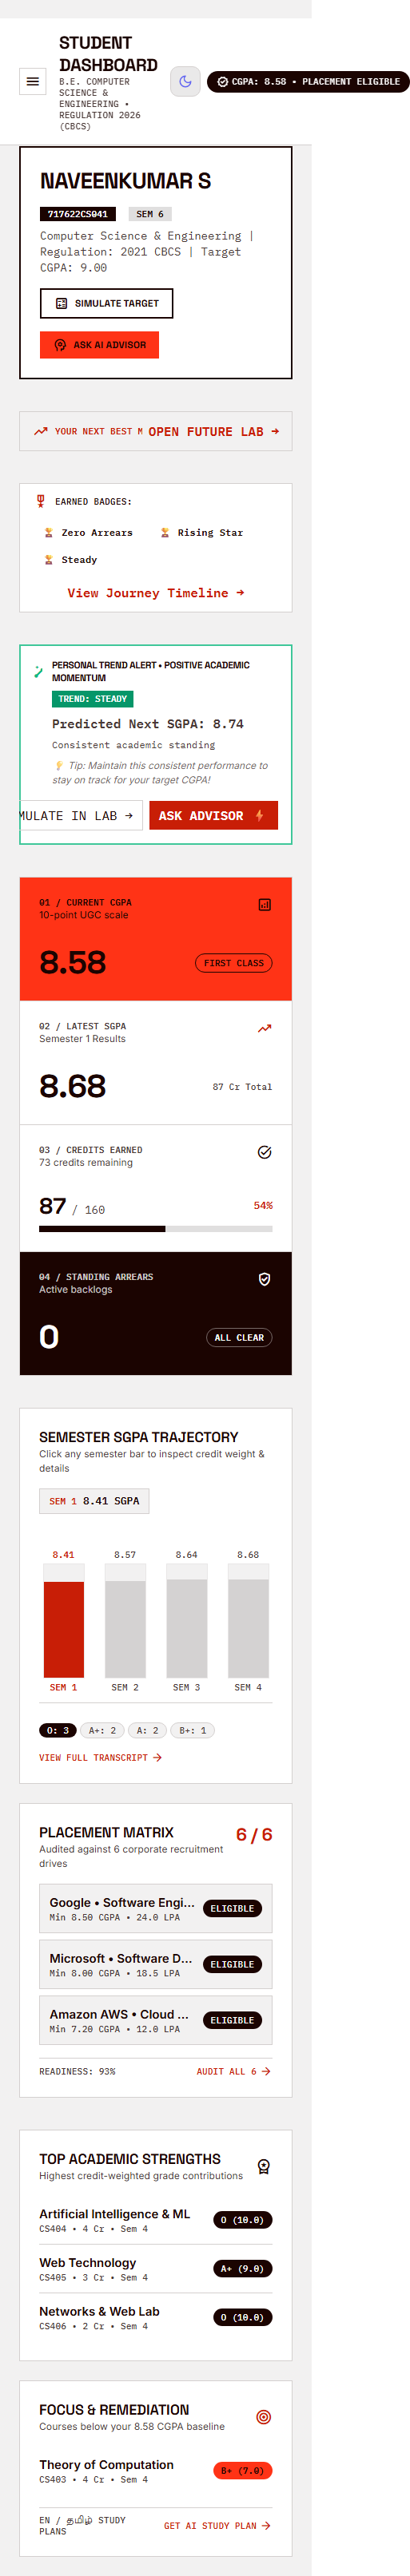 STUDENT
DASHBOARD
B.E. COMPUTER
SCIENCE &
ENGINEERING •
REGULATION 2026
(CBCS)
CGPA: 8.58 • PLACEMENT ELIGIBLE
NAVEENKUMAR S
717622CS041
SEM 6
Computer Science & Engineering |
Regulation: 2021 CBCS | Target
CGPA: 9.00
SIMULATE TARGET
ASK AI ADVISOR
YOUR NEXT BEST M OPEN FUTURE LAB →
EARNED BADGES:
Zero Arrears
Rising Star
Steady
View Journey Timeline →
PERSONAL TREND ALERT • POSITIVE ACADEMIC
MOMENTUM
TREND: STEADY
Predicted Next SGPA: 8.74
Consistent academic standing
Tip: Maintain this consistent performance to
stay on track for your target CGPA!
MULATE IN LAB →
ASK ADVISOR
01 / CURRENT CGPA
10-point UGC scale
8.58
FIRST CLASS
02 / LATEST SGPA
Semester 1 Results
8.68
87 Cr Total
03 / CREDITS EARNED
73 credits remaining
87 / 160
54%
04 / STANDING ARREARS
Active backlogs
0
ALL CLEAR
SEMESTER SGPA TRAJECTORY
Click any semester bar to inspect credit weight &
details
SEM 1 8.41 SGPA
8.41 8.57 8.64 8.68
SEM 1 SEM 2 SEM 3 SEM 4
O: 3 A+: 2 A: 2 B+: 1
VIEW FULL TRANSCRIPT →
PLACEMENT MATRIX
6/6
Audited against 6 corporate recruitment
drives
Google • Software Engi...
Min 8.50 CGPA • 24.0 LPA
ELIGIBLE
Microsoft • Software D...
Min 8.00 CGPA • 18.5 LPA
ELIGIBLE
Amazon AWS • Cloud ...
Min 7.20 CGPA • 12.0 LPA
ELIGIBLE
READINESS: 93%
AUDIT ALL 6 →
TOP ACADEMIC STRENGTHS
Highest credit-weighted grade contributions
Artificial Intelligence & ML
CS404 • 4 Cr • Sem 4
O (10.0)
Web Technology
CS405 • 3 Cr • Sem 4
A+ (9.0)
Networks & Web Lab
CS406 • 2 Cr • Sem 4
O (10.0)
FOCUS & REMEDIATION
Courses below your 8.58 CGPA baseline
Theory of Computation
CS403 • 4 Cr • Sem 4
B+ (7.0)
EN / தமிழ் STUDY
PLANS
GET AI STUDY PLAN →